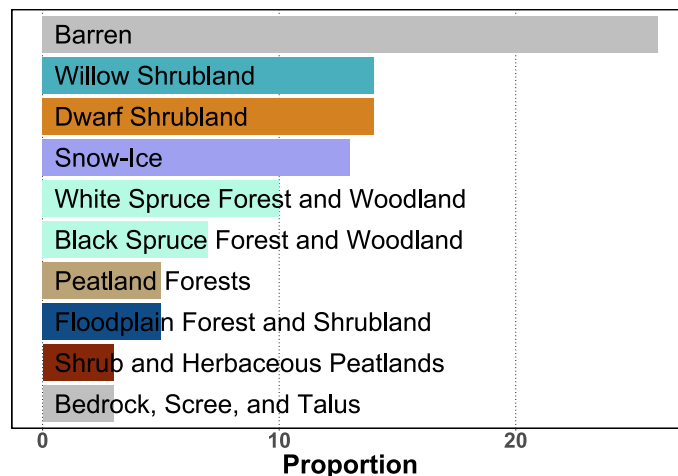 Barren
Willow Shrubland
Dwarf Shrubland
Snow-Ice
White Spruce Forest and Woodland
Black Spruce Forest and Woodland
Peatland Forests
Floodplain Forest and Shrubland
Shrub and Herbaceous Peatlands
Bedrock, Scree, and Talus
0 10 20
Proportion